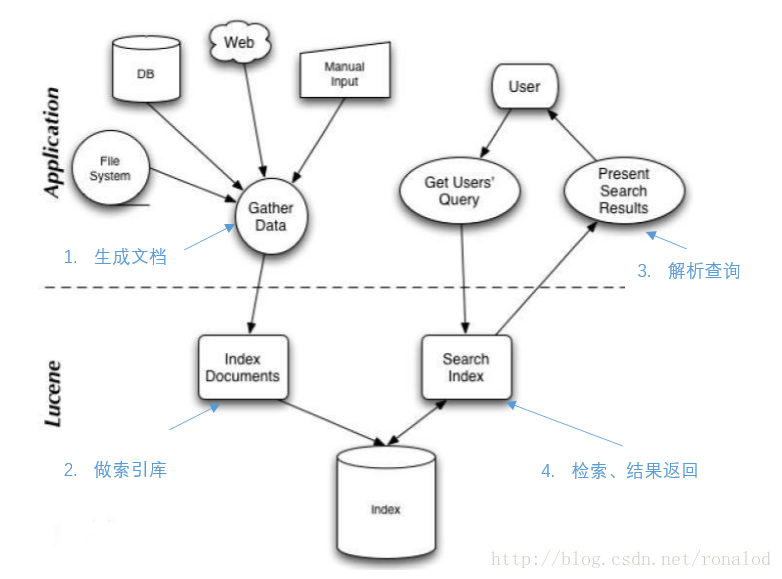 Application
DB
Web
Manual
Input
User
File
System
Gather
Data
Get Users'
Query
Present
Search
Results
1. 生成文档
3. 解析查询
Lucene
Index
Documents
Search
Index
2. 做索引库
4. 检索、结果返回
Index
http://blog.csdn.net/ronalod